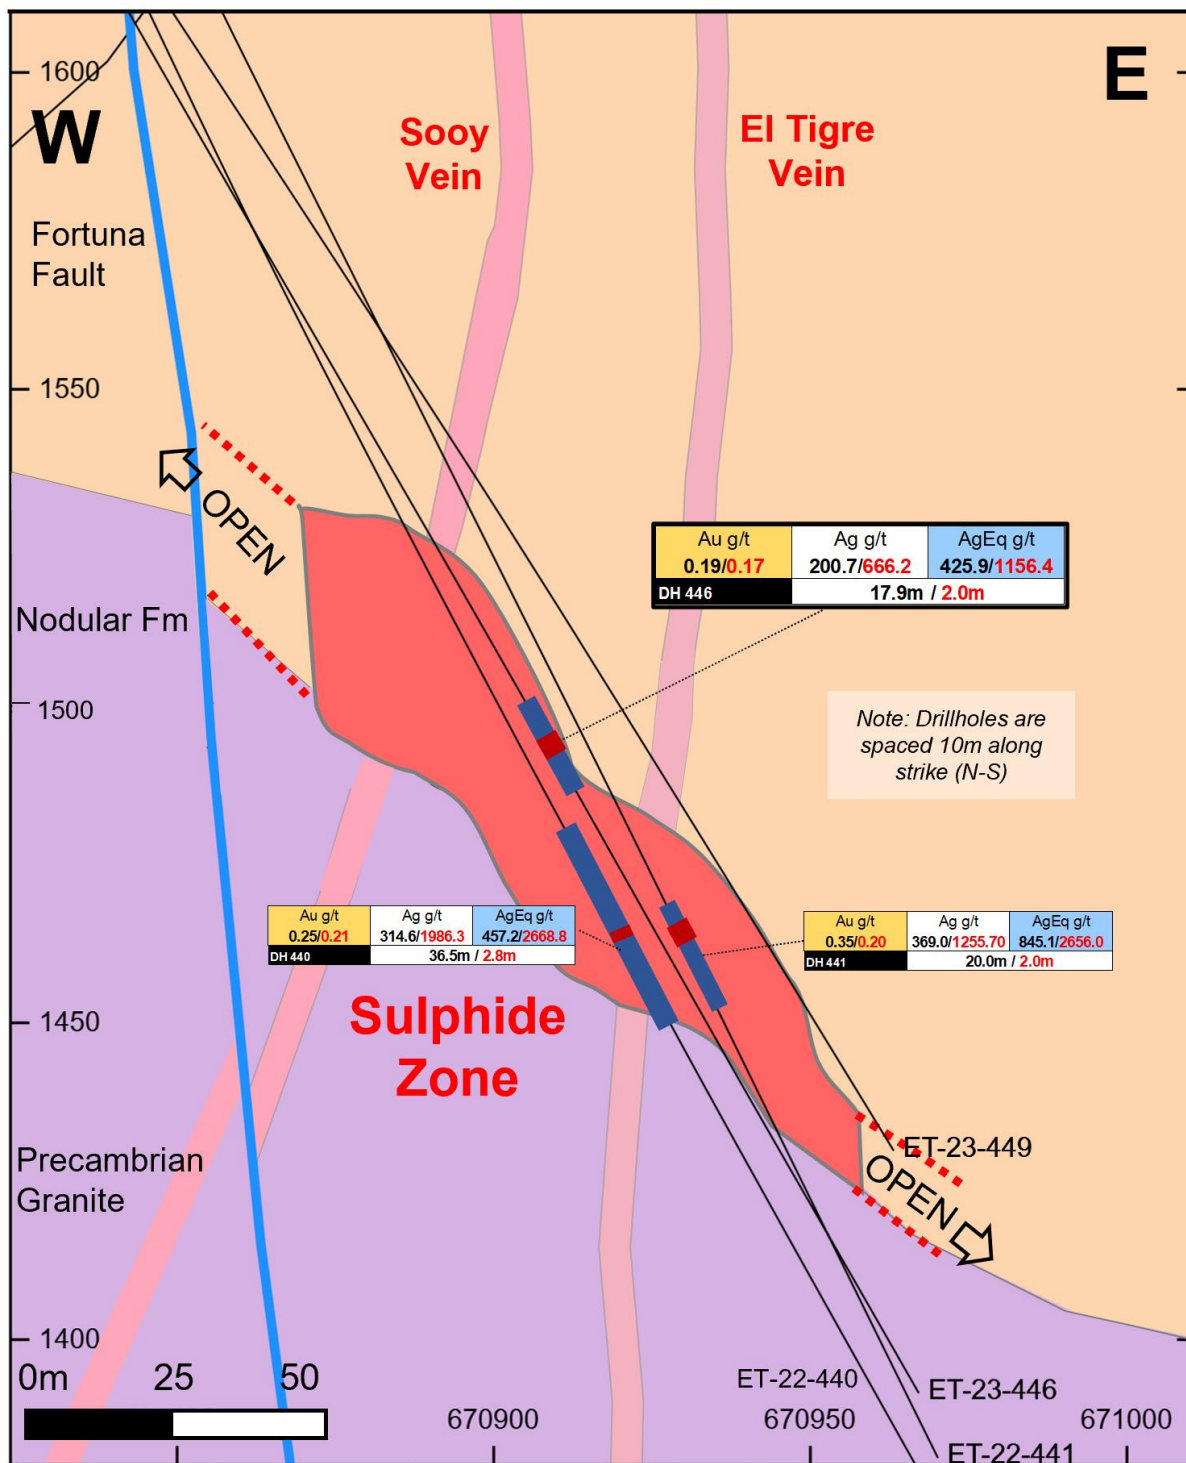 1600
W
E
Sooy
Vein
El Tigre
Vein
Fortuna
Fault
1550
OPEN
Au g/t Ag g/t AgEq g/t
0.19/0.17 200.7/666.2 425.9/1156.4
DH 446 17.9m / 2.0m
Nodular Fm
1500
Note: Drillholes are
spaced 10m along
strike (N-S)
Au g/t Ag g/t AgEq g/t
0.25/0.21 314.6/1986.3 457.2/2668.8
DH 440 36.5m / 2.8m
Au g/t Ag g/t AgEq g/t
0.35/0.20 369.0/1255.70 845.1/2656.0
DH 441 20.0m / 2.0m
1450
Sulphide
Zone
Precambrian
Granite
ET-23-449
OPEN
1400
0m 25 50
ET-22-440
ET-23-446
670900 670950 671000
ET-22-441